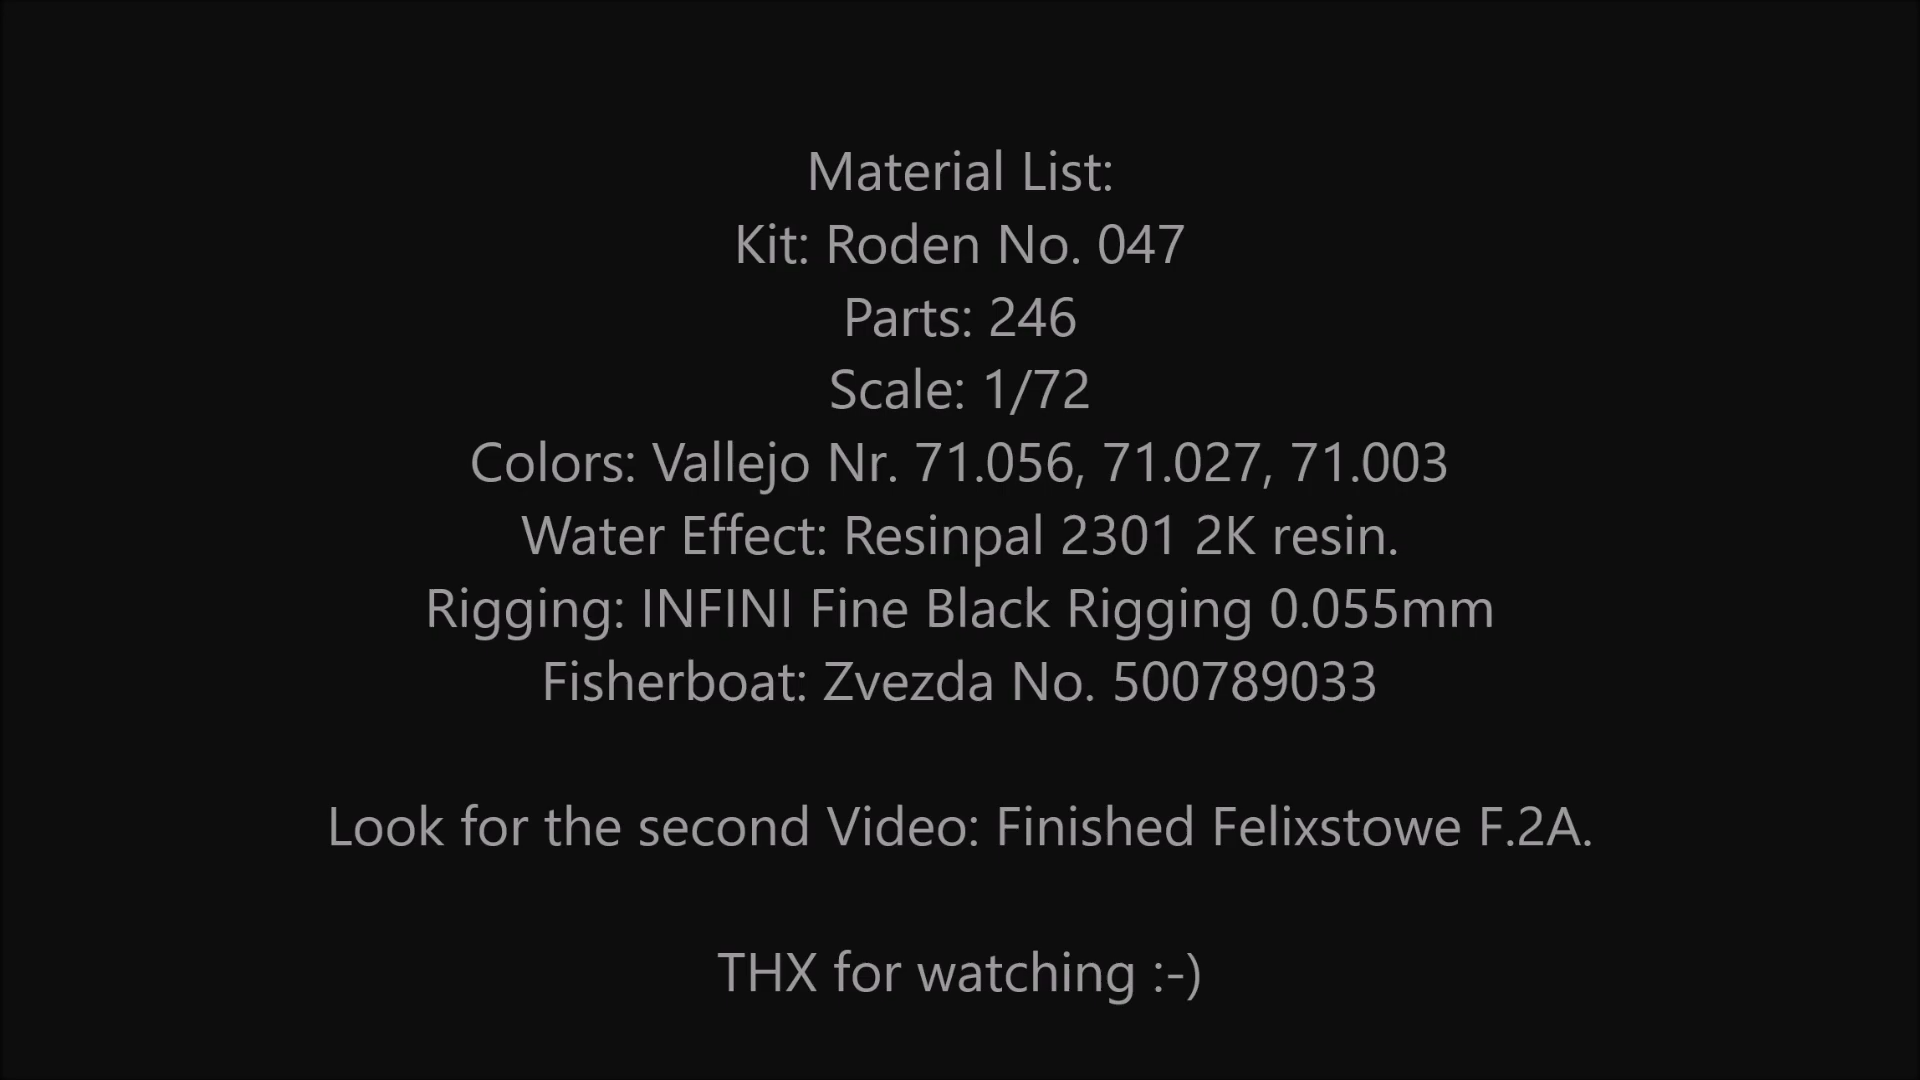 Material List:
Kit: Roden No. 047
Parts: 246
Scale: 1/72
Colors: Vallejo Nr. 71.056, 71.027, 71.003
Water Effect: Resinpal 2301 2K resin.
Rigging: INFINI Fine Black Rigging 0.055mm
Fisherboat: Zvezda No. 500789033
Look for the second Video: Finished Felixstowe F.2A.
THX for watching :-)